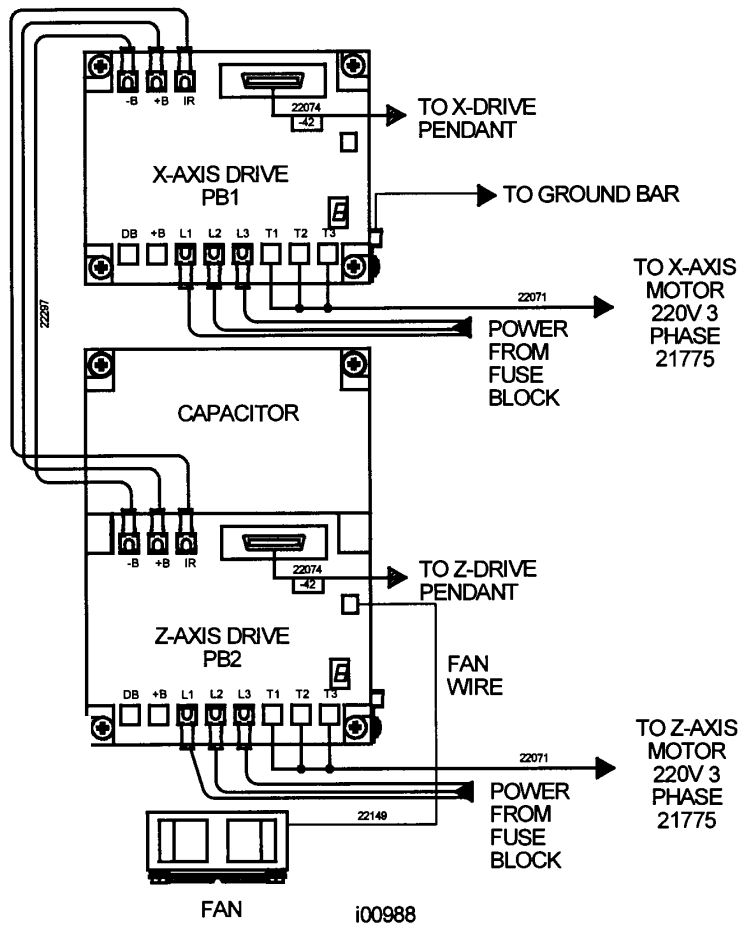 -B +B IR
22074
-42
TO X-DRIVE
PENDANT
X-AXIS DRIVE
PB1
8
TO GROUND BAR
DB +B L1 L2 L3 T1 T2 T3
22297
22071
TO X-AXIS
MOTOR
220V 3
PHASE
21775
POWER
FROM
FUSE
BLOCK
CAPACITOR
-B +B IR
22074
-42
TO Z-DRIVE
PENDANT
Z-AXIS DRIVE
PB2
8
FAN
WIRE
DB +B L1 L2 L3 T1 T2 T3
22071
TO Z-AXIS
MOTOR
220V 3
PHASE
21775
POWER
FROM
FUSE
BLOCK
22149
FAN
i00988